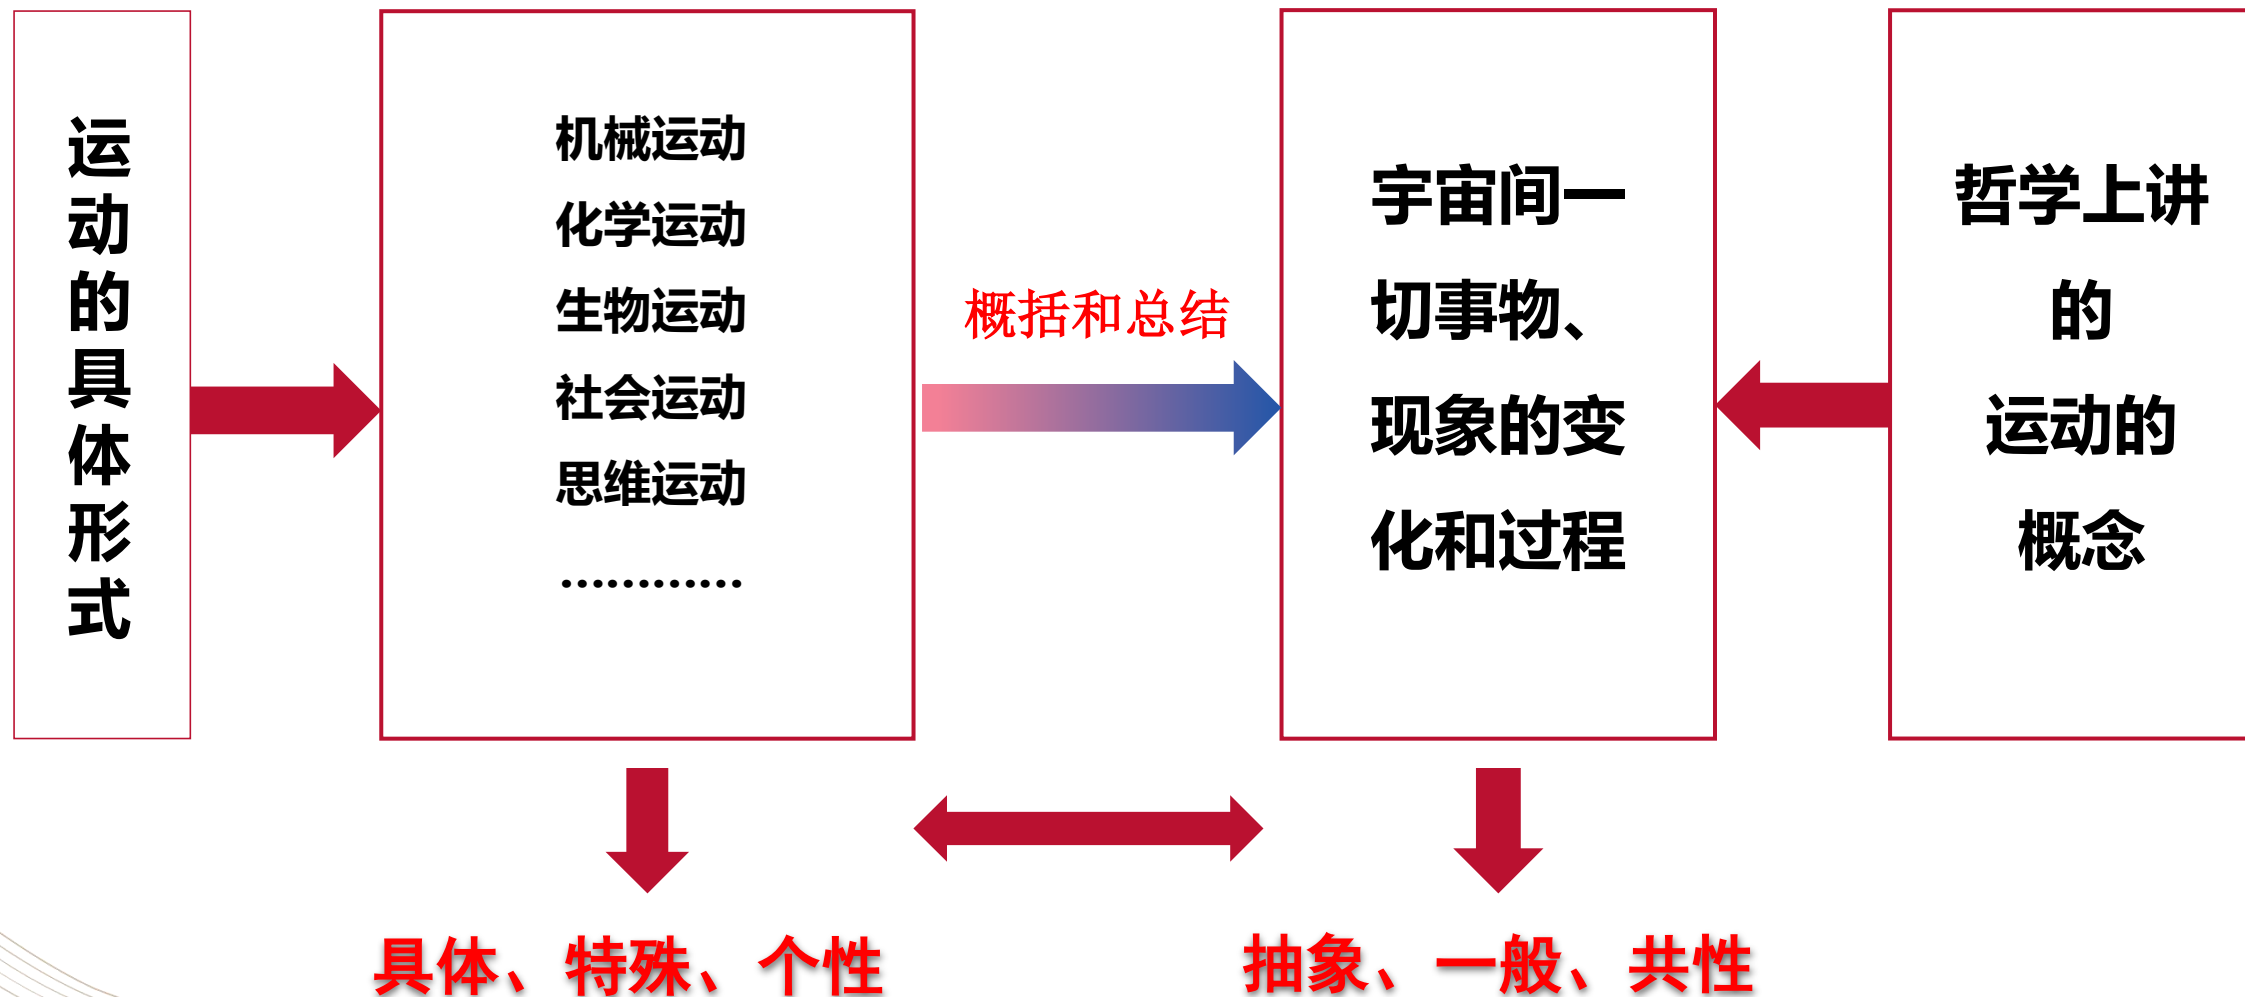 运动的具体形式
机械运动
化学运动
生物运动
社会运动
思维运动
…………
概括和总结
宇宙间一
切事物、
现象的变
化和过程
哲学上讲
的
运动的
概念
具体、特殊、个性
抽象、一般、共性